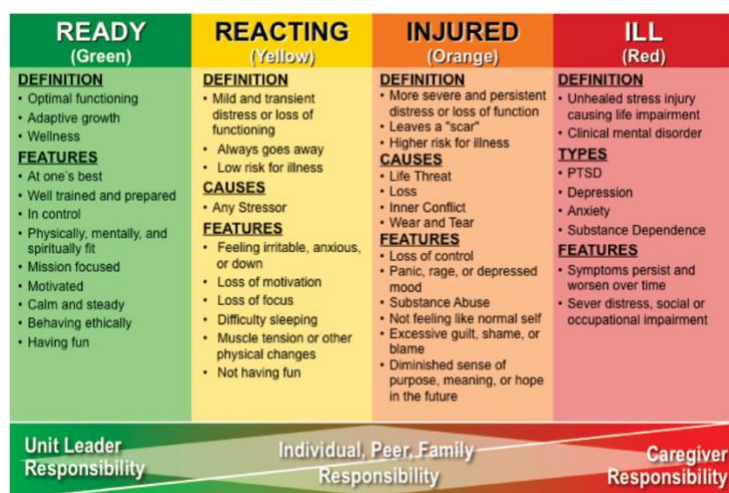 READY
(Green)
DEFINITION
• Optimal functioning
• Adaptive growth
• Wellness
FEATURES
• At one's best
• Well trained and prepared
• In control
• Physically, mentally, and
spiritually fit
• Mission focused
• Motivated
• Calm and steady
• Behaving ethically
• Having fun
REACTING
(Yellow)
DEFINITION
• Mild and transient
distress or loss of
functioning
• Always goes away
• Low risk for illness
CAUSES
• Any Stressor
FEATURES
• Feeling irritable, anxious,
or down
• Loss of motivation
• Loss of focus
• Difficulty sleeping
• Muscle tension or other
physical changes
• Not having fun
INJURED
(Orange)
DEFINITION
• More severe and persistent
distress or loss of function
• Leaves a "scar"
• Higher risk for illness
CAUSES
• Life Threat
• Loss
• Inner Conflict
• Wear and Tear
FEATURES
• Loss of control
• Panic, rage, or depressed
mood
• Substance Abuse
• Not feeling like normal self
• Excessive guilt, shame, or
blame
• Diminished sense of
purpose, meaning, or hope
in the future
ILL
(Red)
DEFINITION
• Unhealed stress injury
causing life impairment
• Clinical mental disorder
TYPES
• PTSD
• Depression
• Anxiety
• Substance Dependence
FEATURES
• Symptoms persist and
worsen over time
• Sever distress, social or
occupational impairment
Unit Leader
Responsibility
Individual, Peer, Family
Responsibility
Caregiver
Responsibility